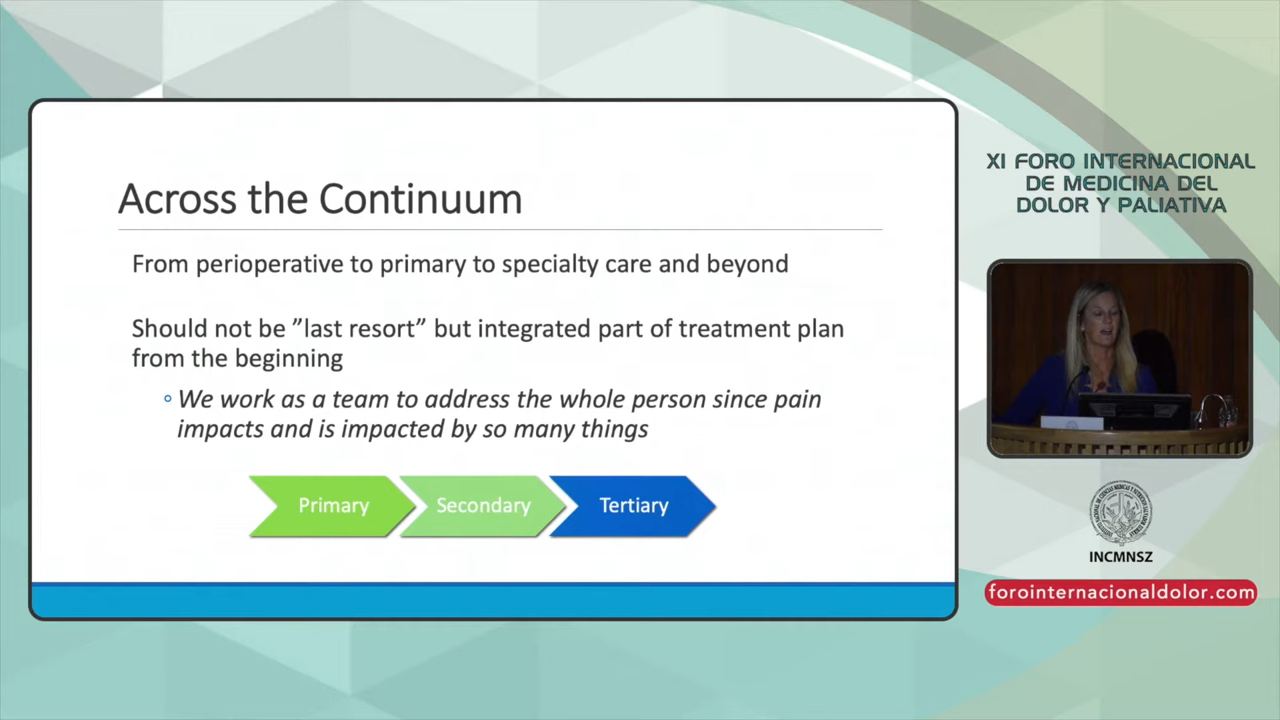 Across the Continuum
From perioperative to primary to specialty care and beyond
Should not be ”last resort” but integrated part of treatment plan
from the beginning
We work as a team to address the whole person since pain
impacts and is impacted by so many things
Primary
Secondary
Tertiary
XI FORO INTERNACIONAL
DE MEDICINA DEL
DOLOR Y PALIATIVA
INCMNSZ
forointernacionaldolor.com